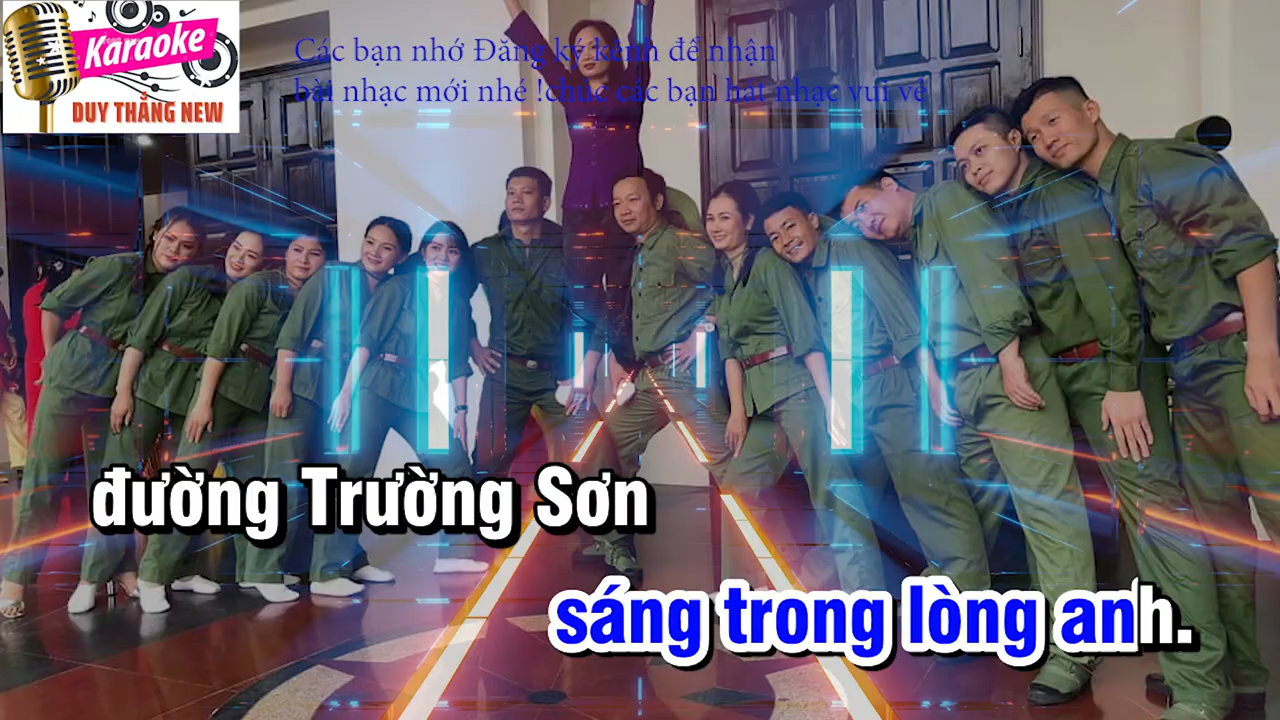 Karaoke
DUY THẮNG NEW
Các bạn nhớ Đăng ký kênh để nhận
bài nhạc mới nhé !chúc các bạn hát nhạc vui vẻ
đường Trường Sơn
sáng trong lòng anh.